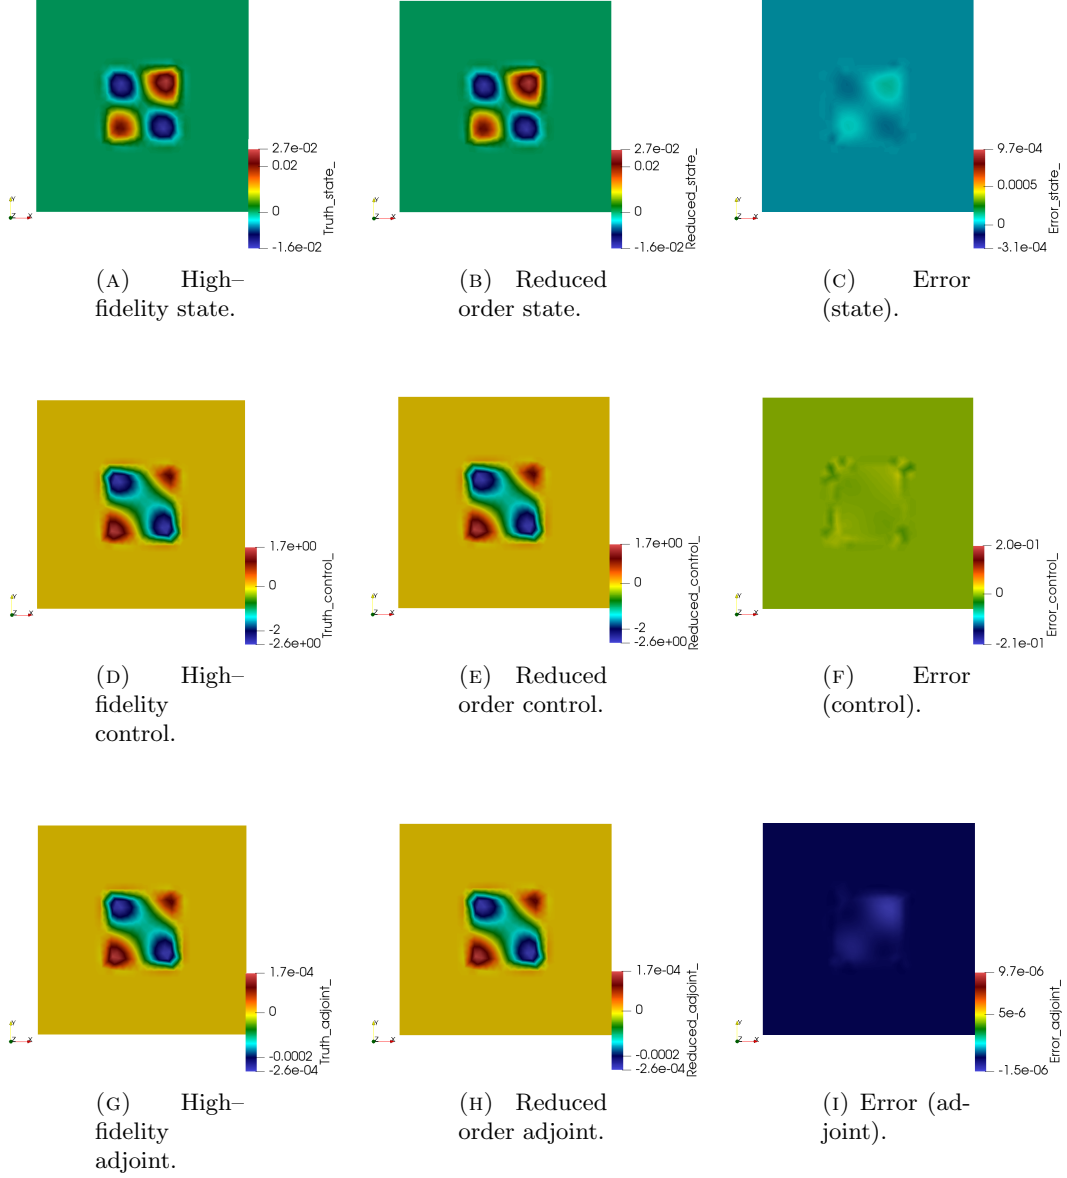 2.7e-02
0.02
0
-1.6e-02
Truth_state_
Y
Z X
2.7e-02
0.02
0
-1.6e-02
Reduced_state_
Y
Z X
9.7e-04
0.0005
0
-3.1e-04
Error_state_
Y
Z X
(A) High–
fidelity state.
(B) Reduced
order state.
(C) Error
(state).
1.7e+00
0
-2
-2.6e+00
Truth_control_
Y
Z X
1.7e+00
0
-2
-2.6e+00
Reduced_control_
Y
Z X
2.0e-01
0
-2.1e-01
Error_control_
Y
Z X
(D) High–
fidelity
control.
(E) Reduced
order control.
(F) Error
(control).
1.7e-04
0
-0.0002
-2.6e-04
Truth_adjoint_
Y
Z X
1.7e-04
0
-0.0002
-2.6e-04
Reduced_adjoint_
Y
Z X
9.7e-06
5e-6
-1.5e-06
Error_adjoint_
Y
Z X
(G) High–
fidelity
adjoint.
(H) Reduced
order adjoint.
(I) Error (ad-
joint).